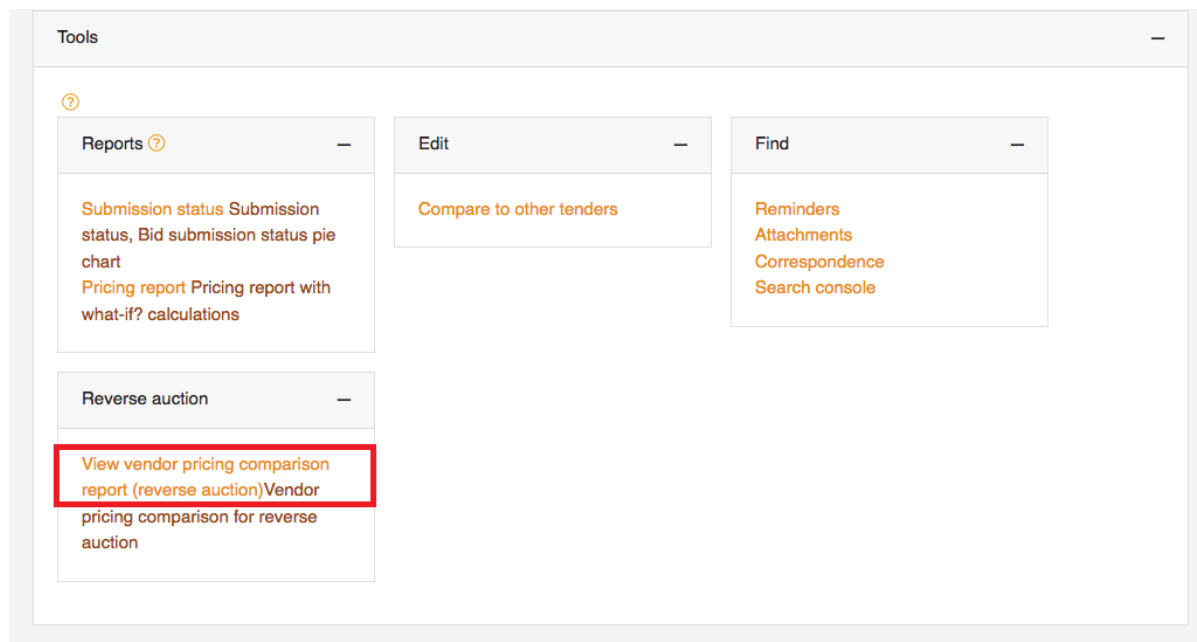 Tools
?
Reports ?
Submission status Submission
status, Bid submission status pie
chart
Pricing report Pricing report with
what-if? calculations
Edit
Compare to other tenders
Find
Reminders
Attachments
Correspondence
Search console
Reverse auction
View vendor pricing comparison
report (reverse auction)Vendor
pricing comparison for reverse
auction